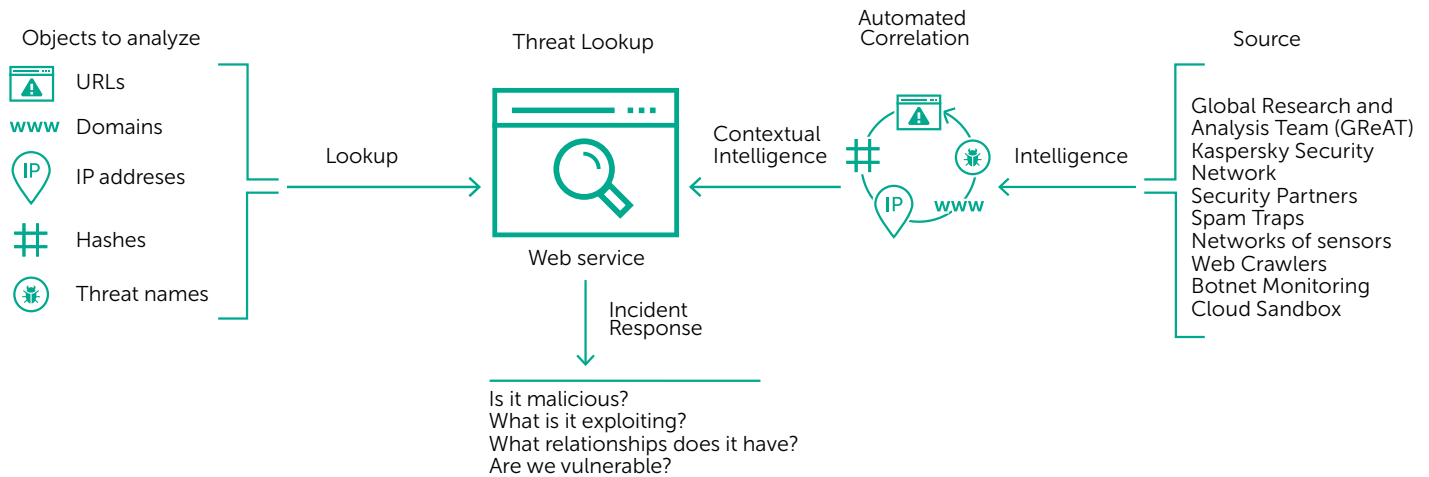 Objects to analyze
URLs
www
Domains
IP
IP addreses
Hashes
Threat names
Lookup
Threat Lookup
Web service
Incident
Response
Is it malicious?
What is it exploiting?
What relationships does it have?
Are we vulnerable?
Contextual
Intelligence
Automated
Correlation
IP
www
Intelligence
Source
Global Research and
Analysis Team (GReAT)
Kaspersky Security
Network
Security Partners
Spam Traps
Networks of sensors
Web Crawlers
Botnet Monitoring
Cloud Sandbox